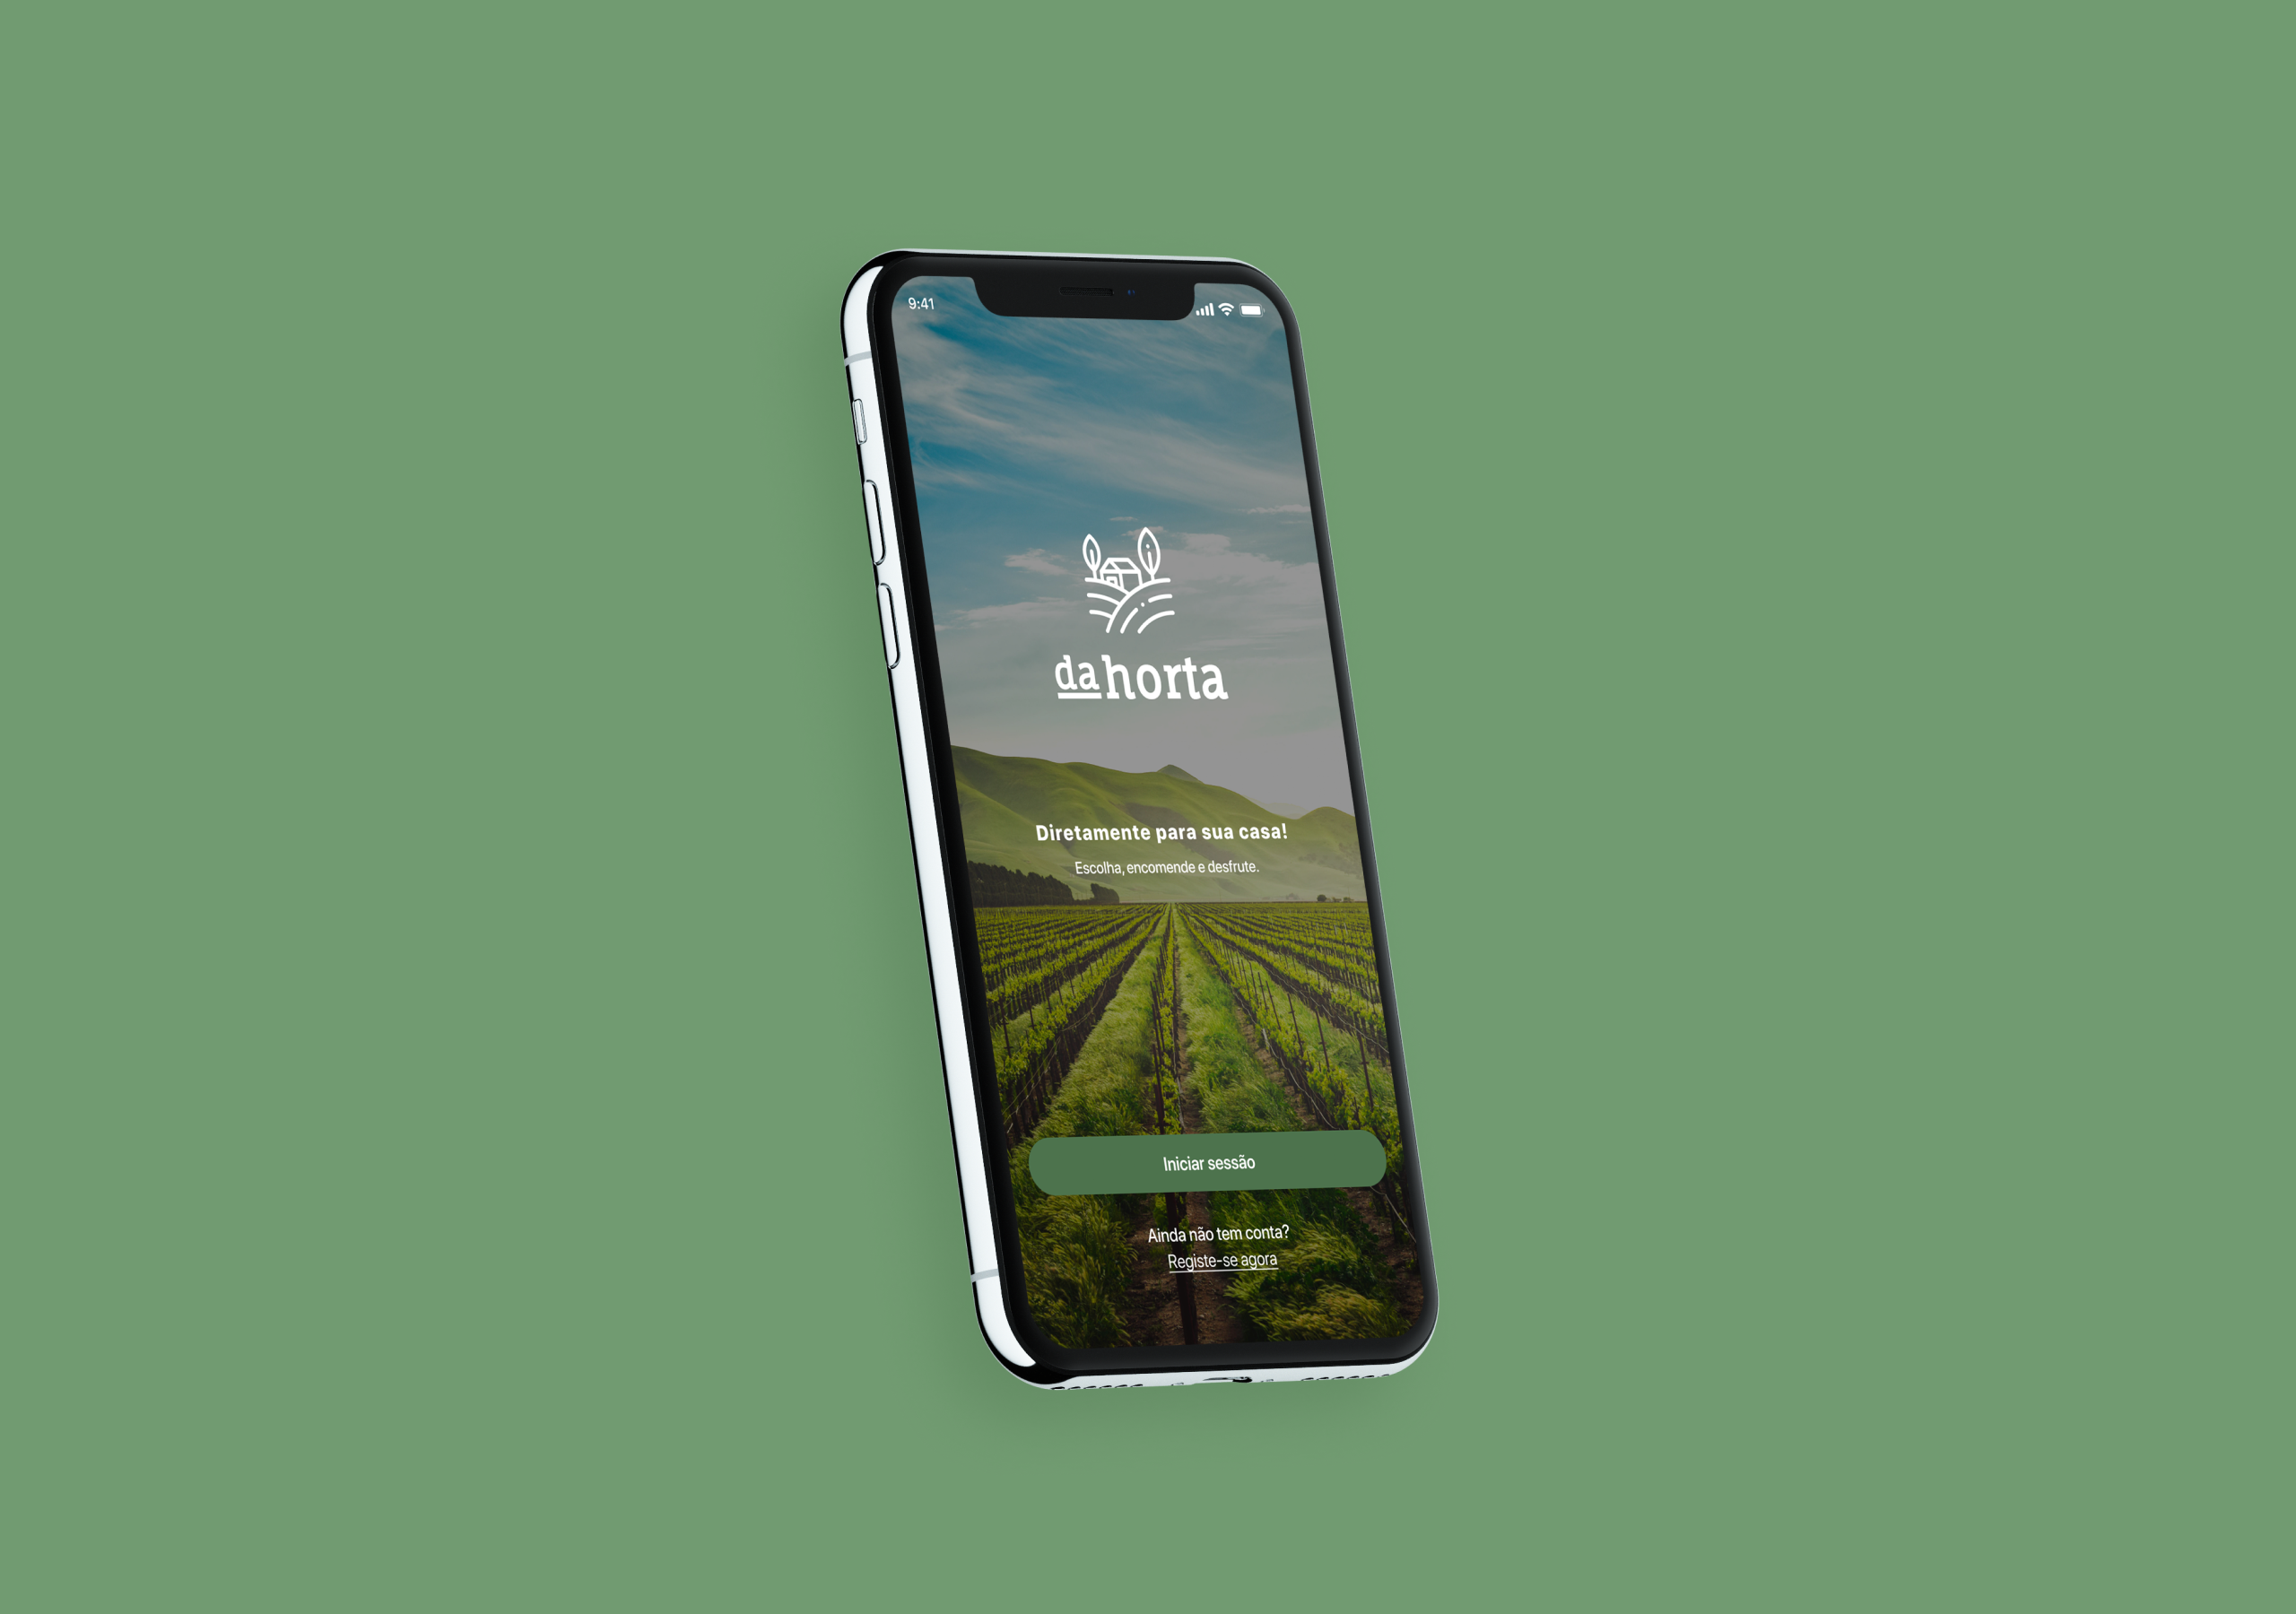 9:41
dahorta
Diretamente para sua casa!
Escolha, encomende e desfrute.
Iniciar sessão
Ainda não tem conta?
Registe-se agora